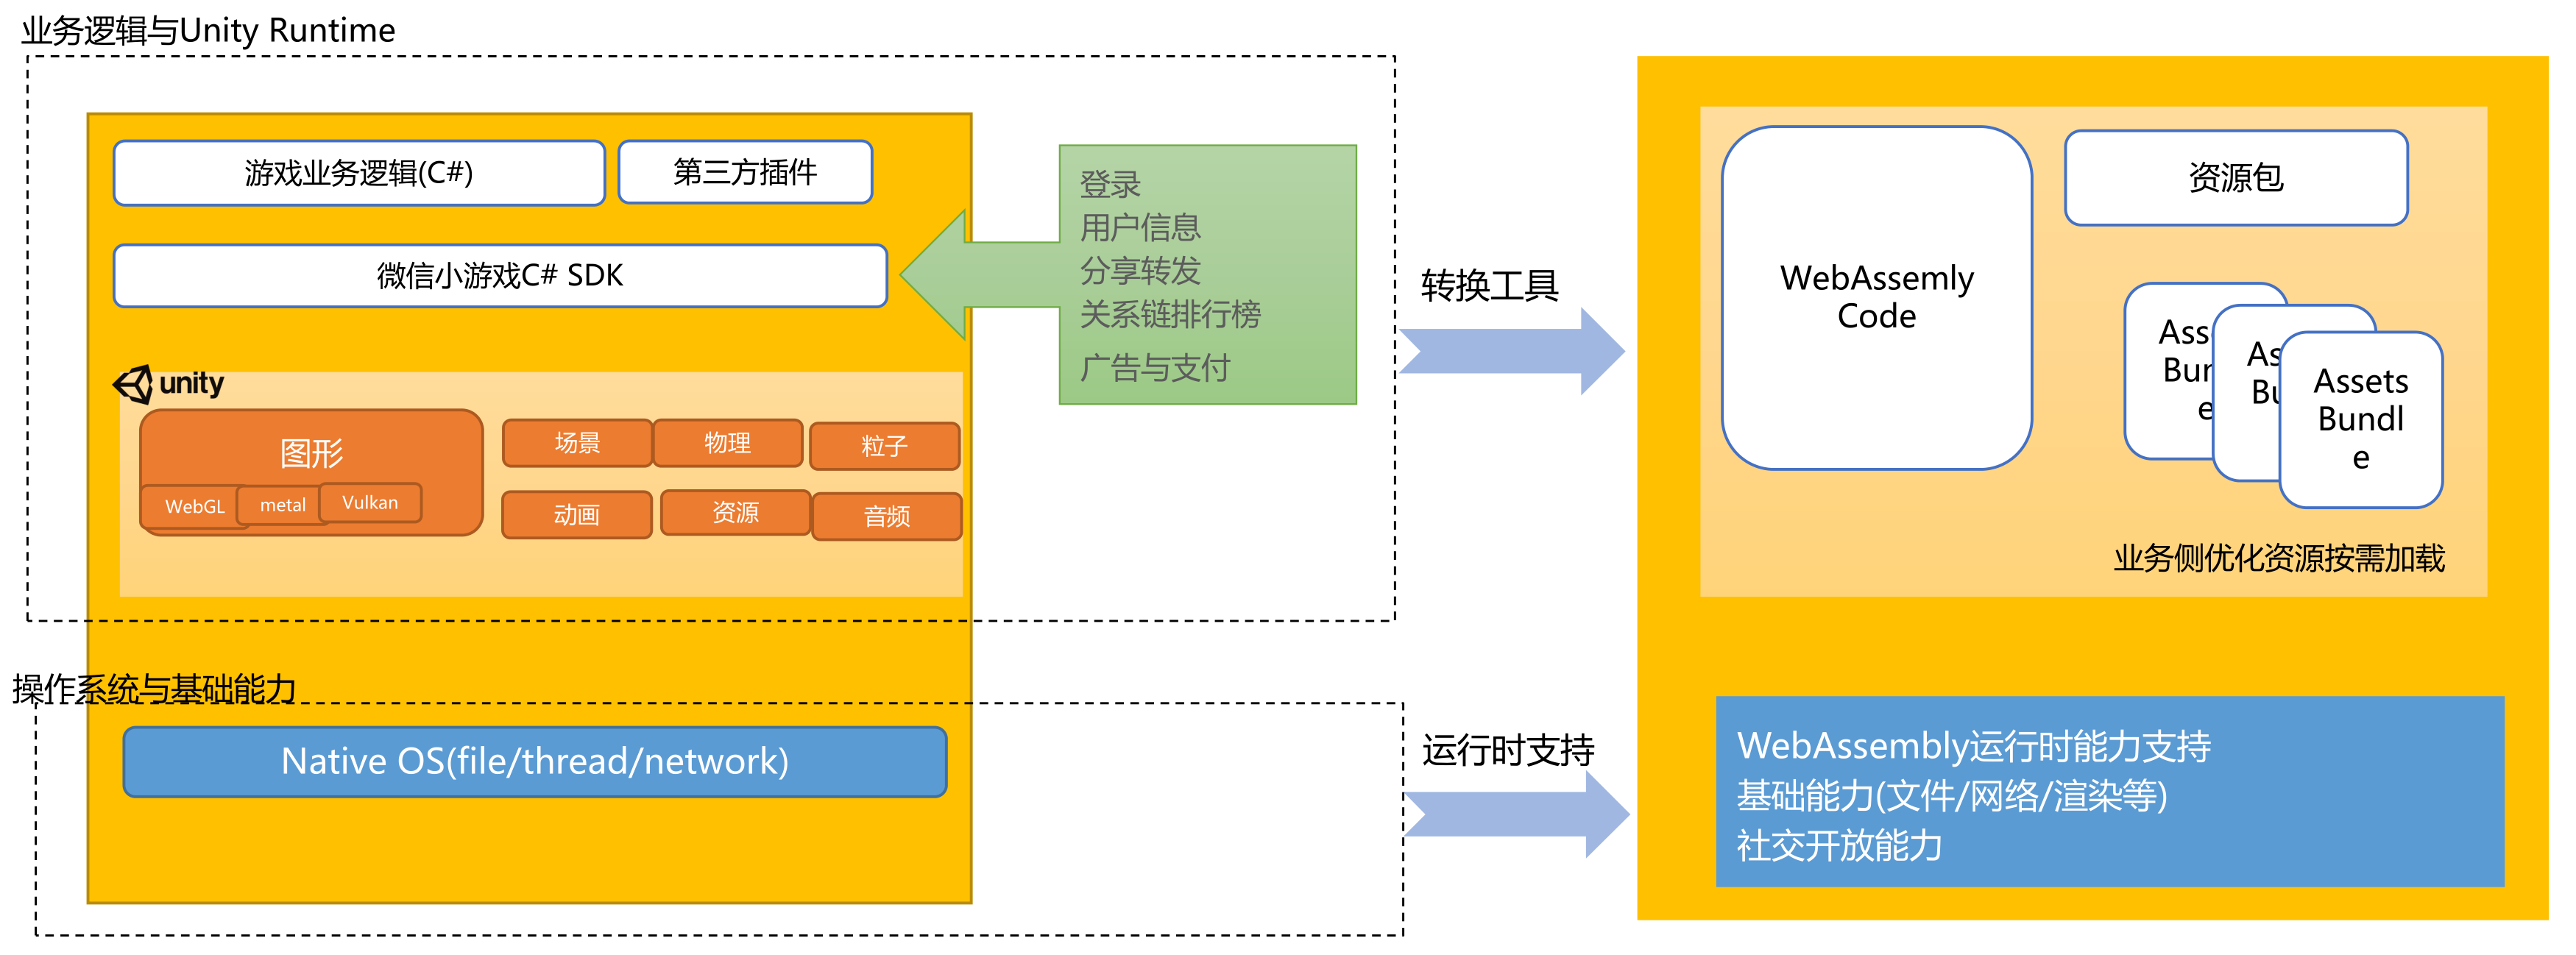 业务逻辑与Unity Runtime
游戏业务逻辑(C#)
第三方插件
微信小游戏C# SDK
登录
用户信息
分享转发
关系链排行榜
广告与支付
unity
图形
WebGL
metal
Vulkan
场景
物理
粒子
动画
资源
音频
操作系统与基础能力
Native OS(file/thread/network)
转换工具
运行时支持
WebAssemly
Code
资源包
Ass
Bun
e
As
Bu
Assets
Bundl
e
业务侧优化资源按需加载
WebAssembly运行时能力支持
基础能力(文件/网络/渲染等)
社交开放能力